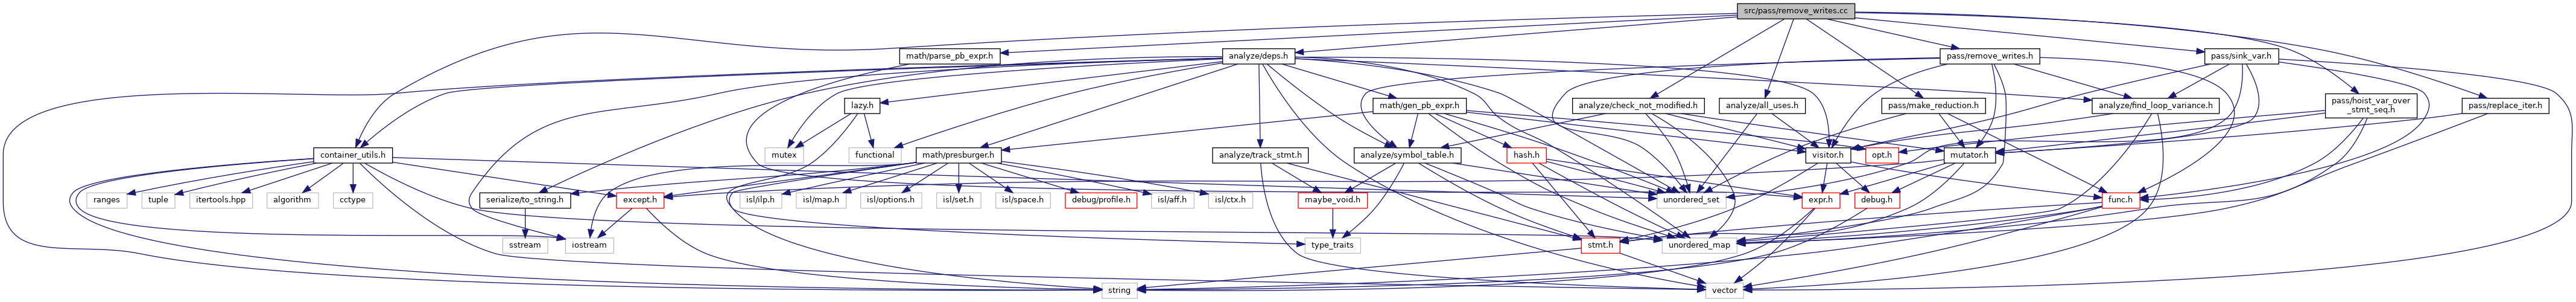 src/pass/remove_writes.cc
math/parse_pb_expr.h
analyze/deps.h
pass/remove_writes.h
pass/sink_var.h
lazy.h
math/gen_pb_expr.h
analyze/check_not_modified.h
analyze/all_uses.h
pass/make_reduction.h
analyze/find_loop_variance.h
pass/hoist_var_over
_stmt_seq.h
pass/replace_iter.h
container_utils.h
mutex
functional
math/presburger.h
analyze/track_stmt.h
analyze/symbol_table.h
hash.h
visitor.h
opt.h
mutator.h
ranges
tuple
itertools.hpp
algorithm
cctype
serialize/to_string.h
except.h
isl/ilp.h
isl/map.h
isl/options.h
isl/set.h
isl/space.h
debug/profile.h
isl/aff.h
isl/ctx.h
maybe_void.h
unordered_set
expr.h
debug.h
func.h
sstream
iostream
type_traits
stmt.h
unordered_map
string
vector